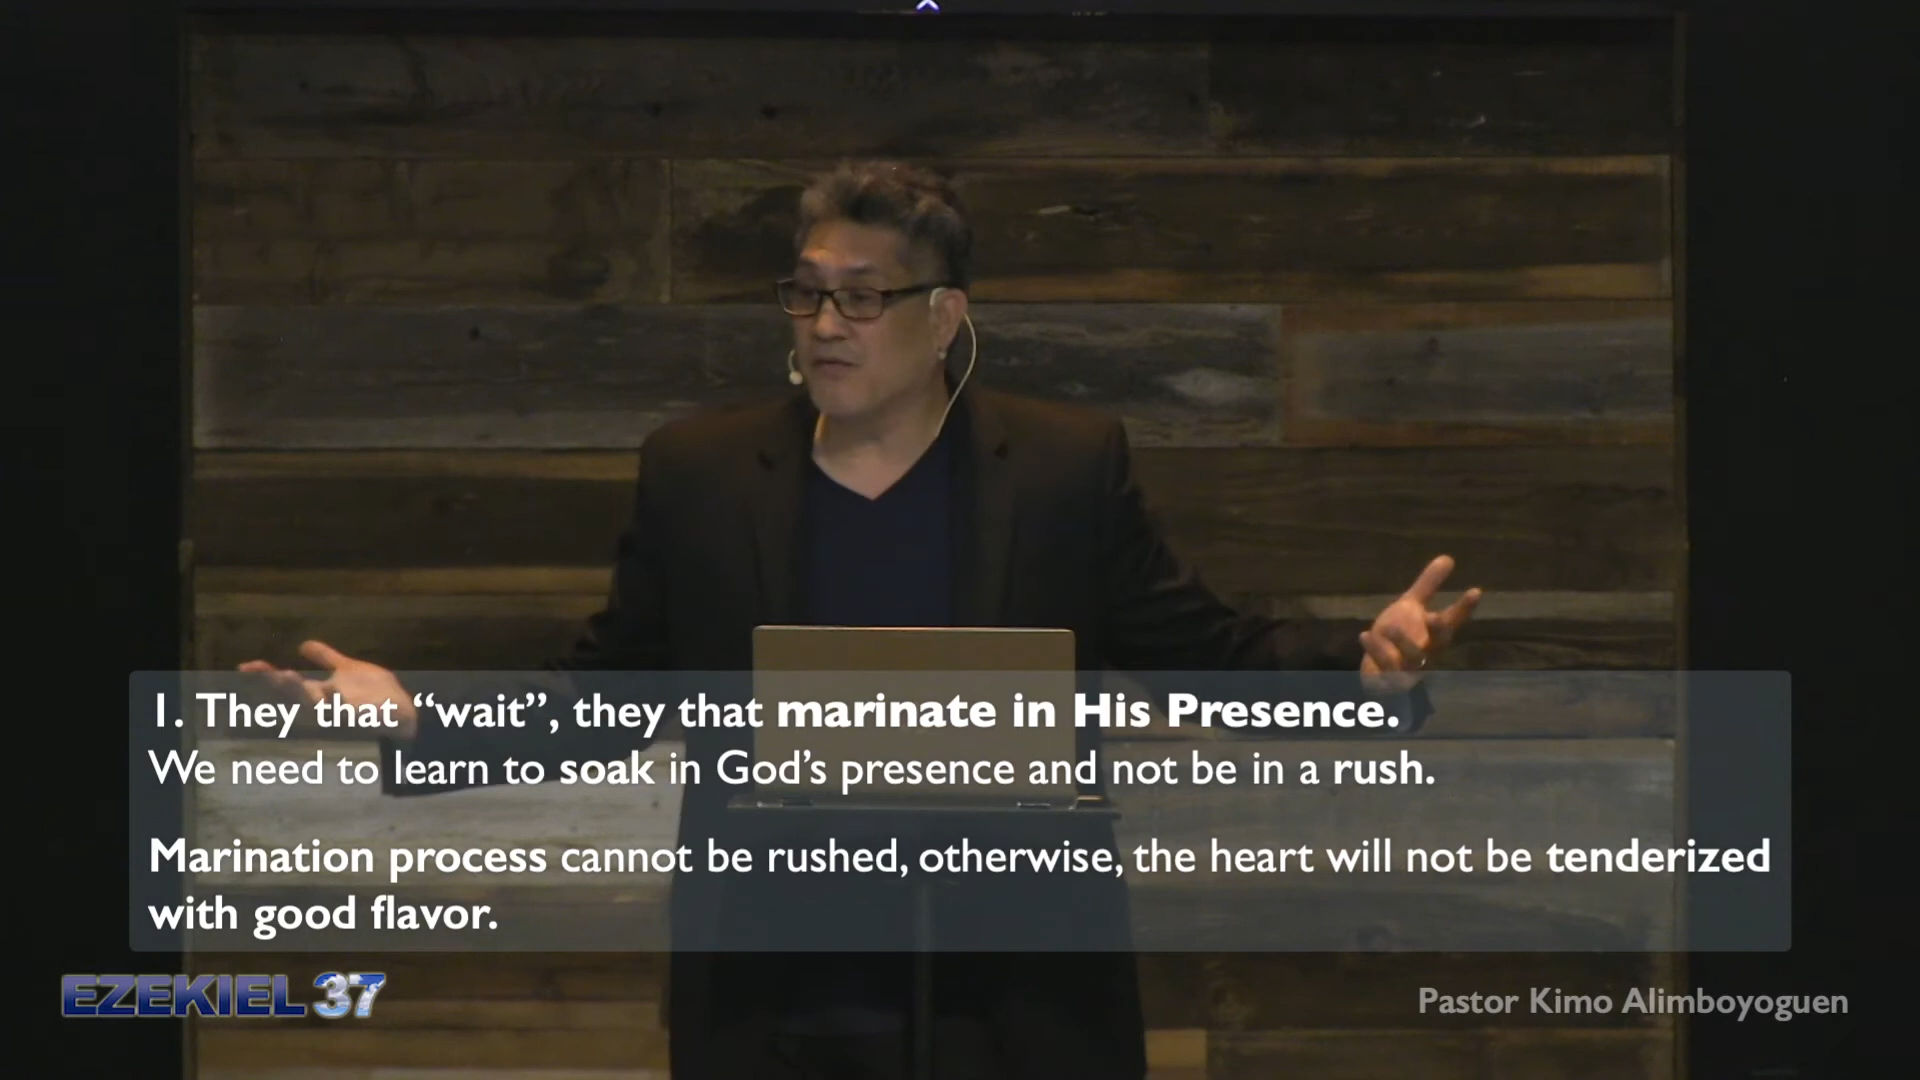 1. They that “wait”, they that marinate in His Presence.
We need to learn to soak in God’s presence and not be in a rush.
Marination process cannot be rushed, otherwise, the heart will not be tenderized
with good flavor.
EZEKIEL 37
Pastor Kimo Alimboyoguen